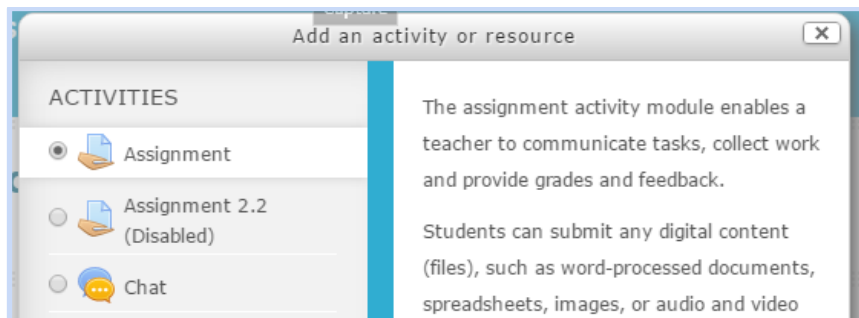 Capture
Add an activity or resource
ACTIVITIES
Assignment
Assignment 2.2
(Disabled)
Chat
The assignment activity module enables a
teacher to communicate tasks, collect work
and provide grades and feedback.
Students can submit any digital content
(files), such as word-processed documents,
spreadsheets, images, or audio and video